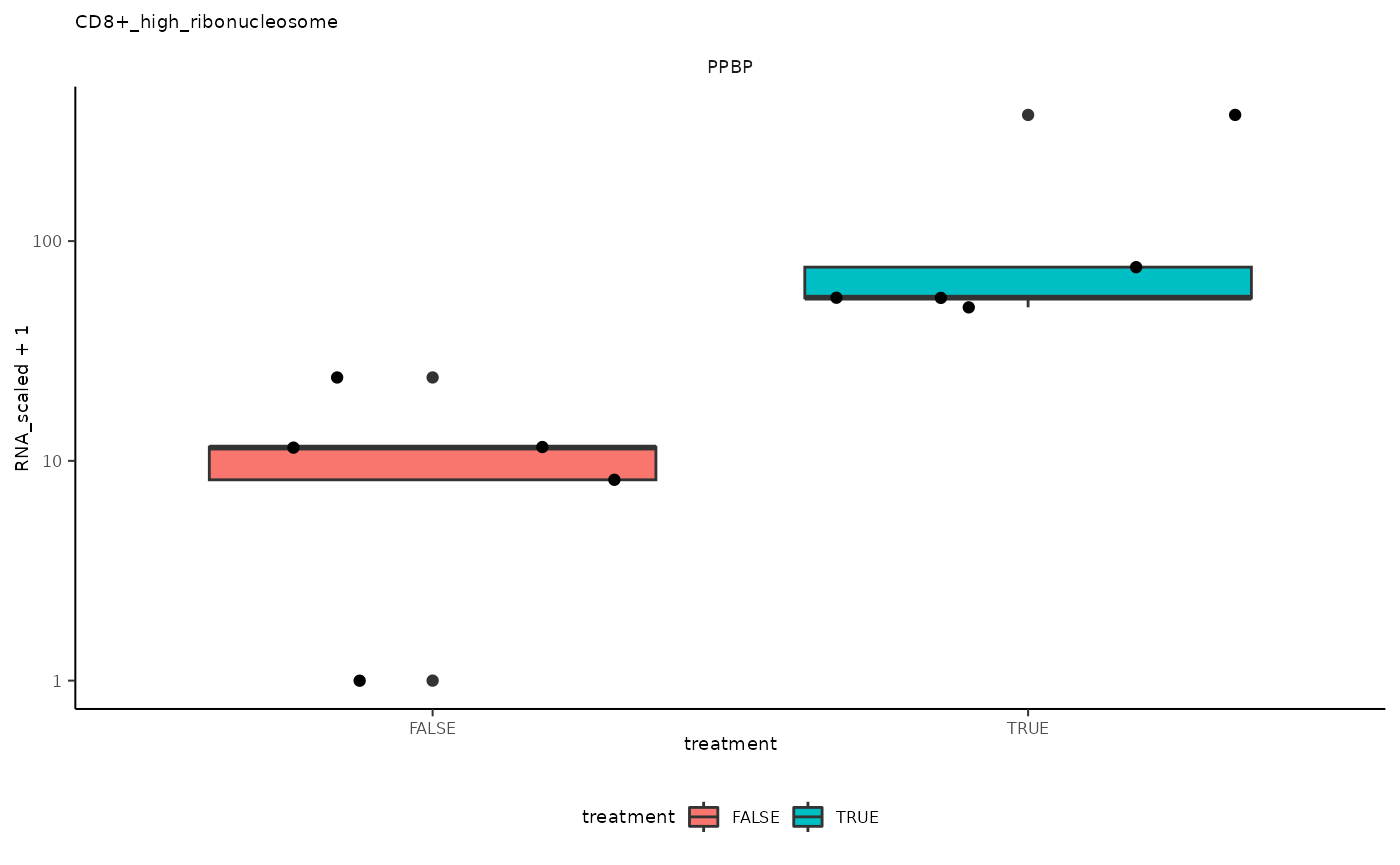 CD8+_high_ribonucleosome
PPBP
RNA_scaled + 1
100
10
1
FALSE
TRUE
treatment
treatment FALSE TRUE